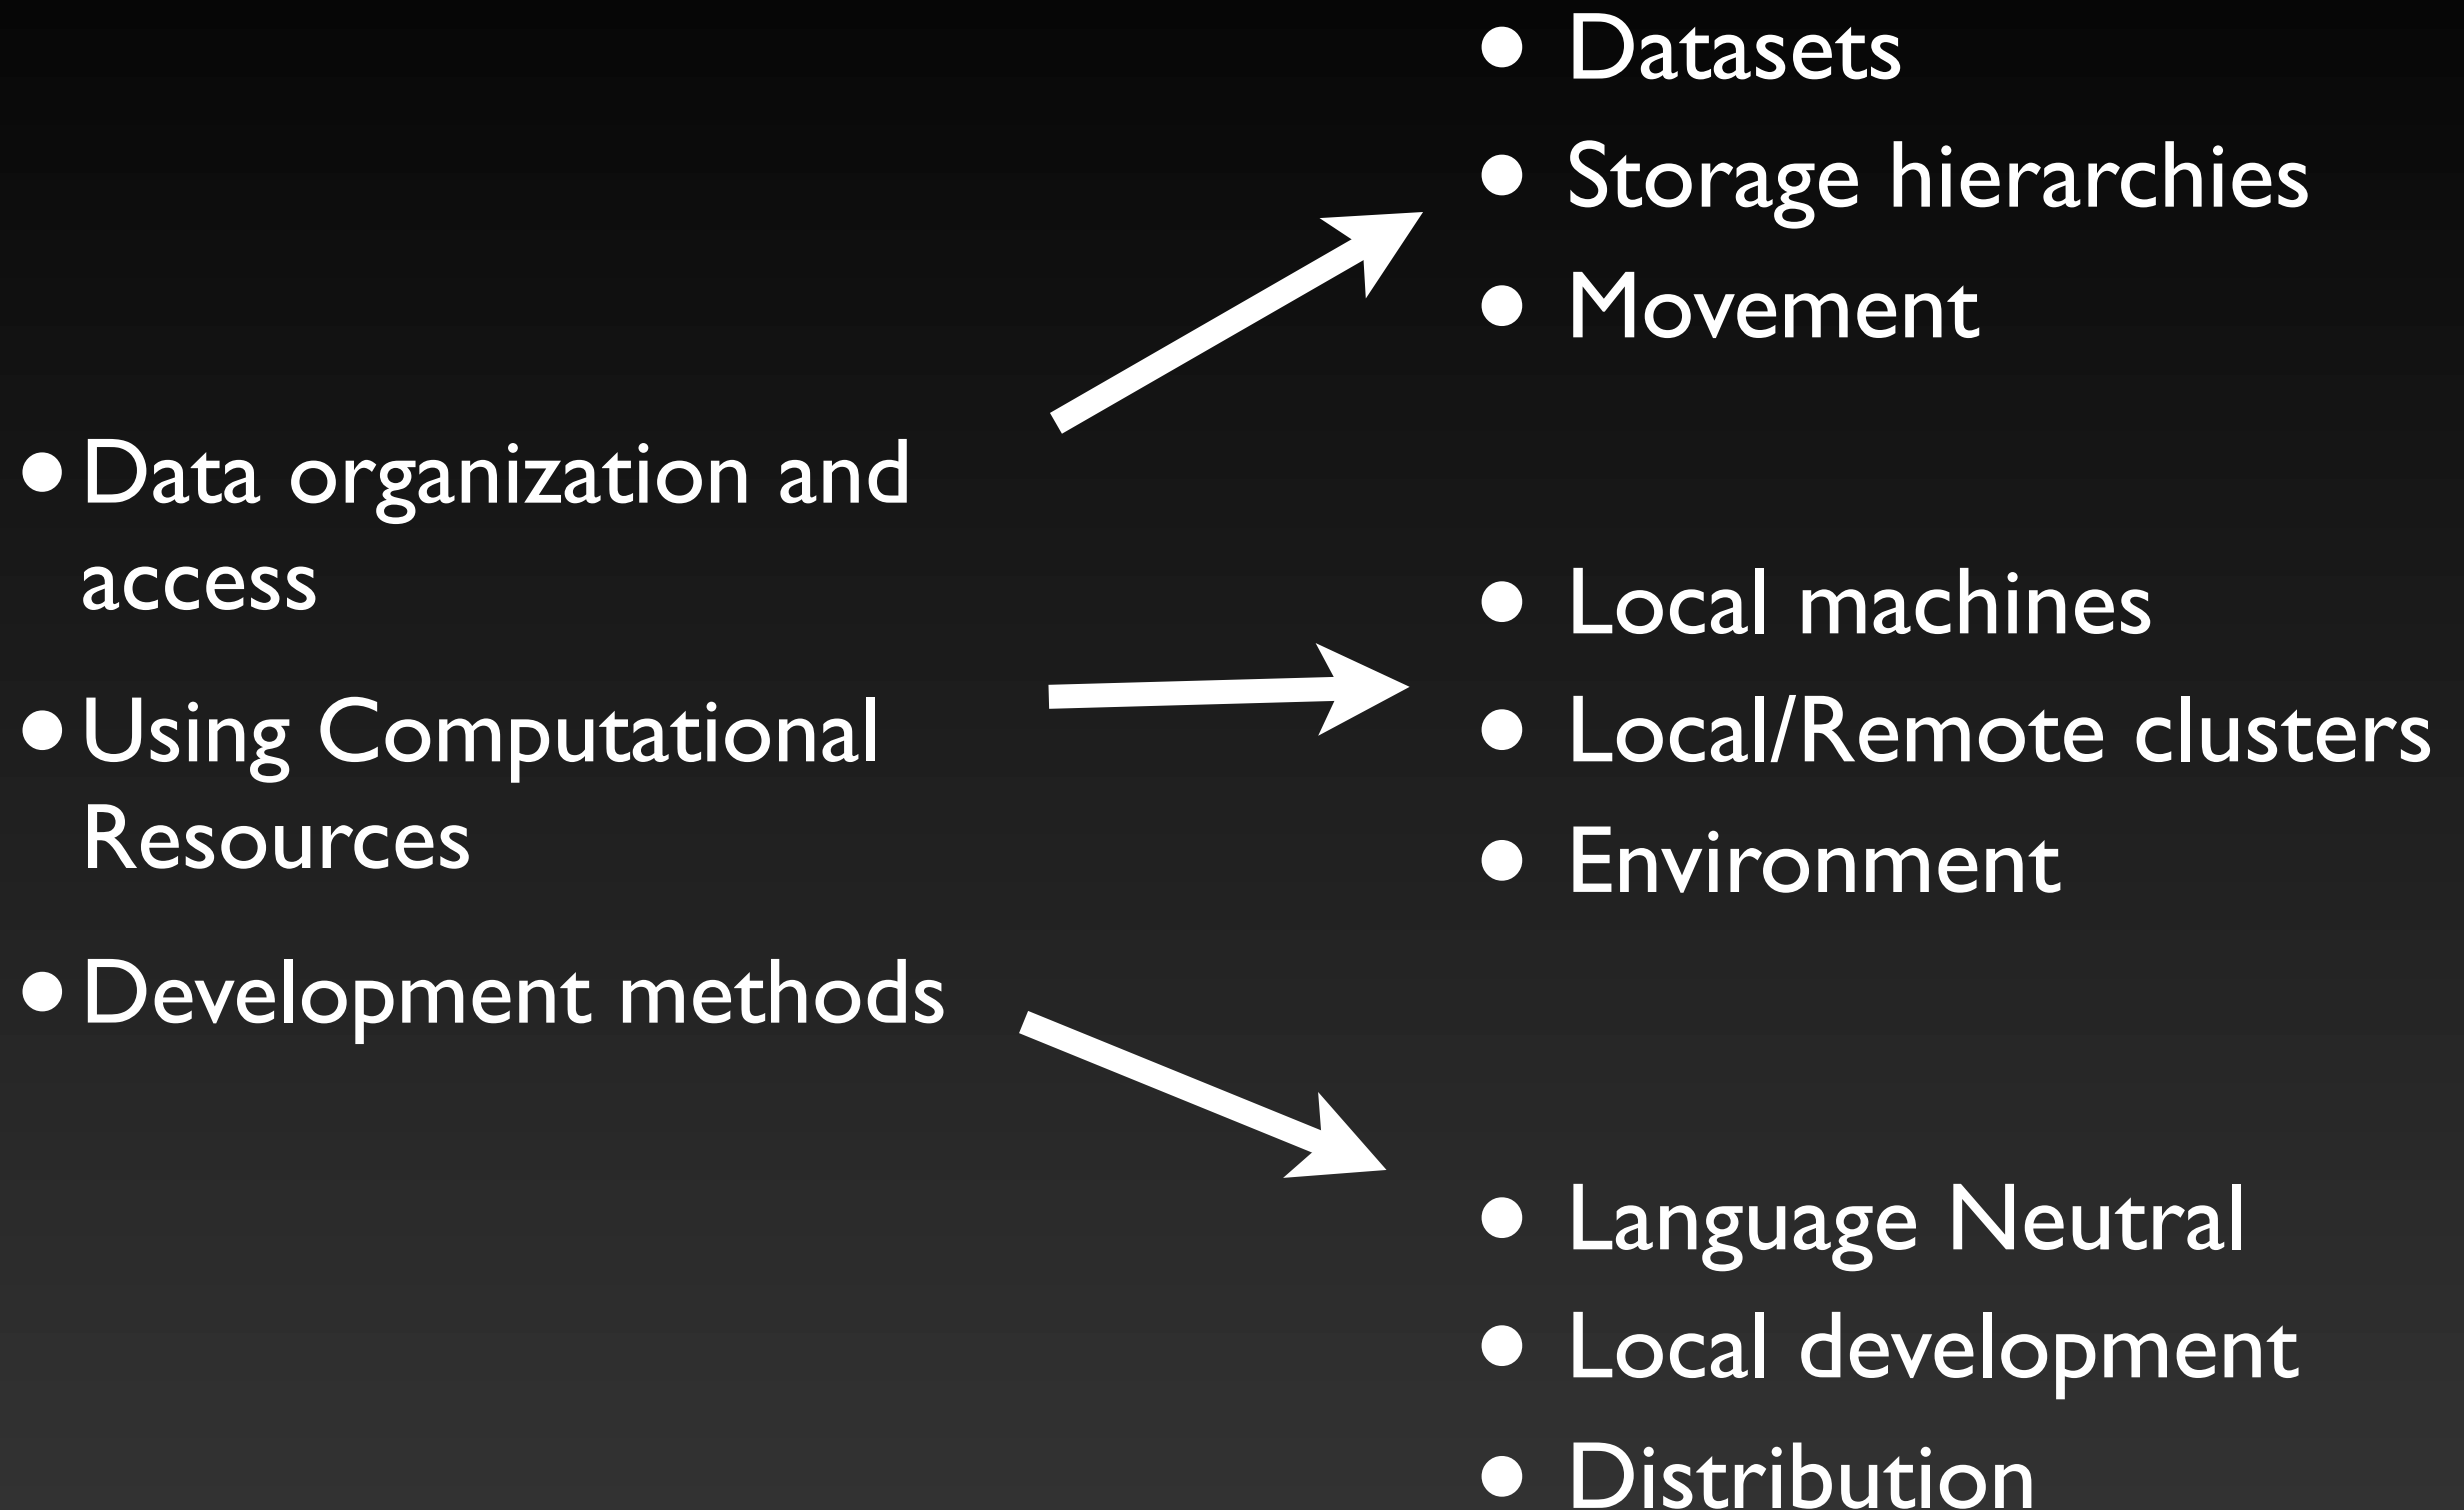 ● Data organization and
access
● Using Computational
Resources
● Development methods
● Datasets
● Storage hierarchies
● Movement
● Local machines
● Local/Remote clusters
● Environment
● Language Neutral
● Local development
● Distribution